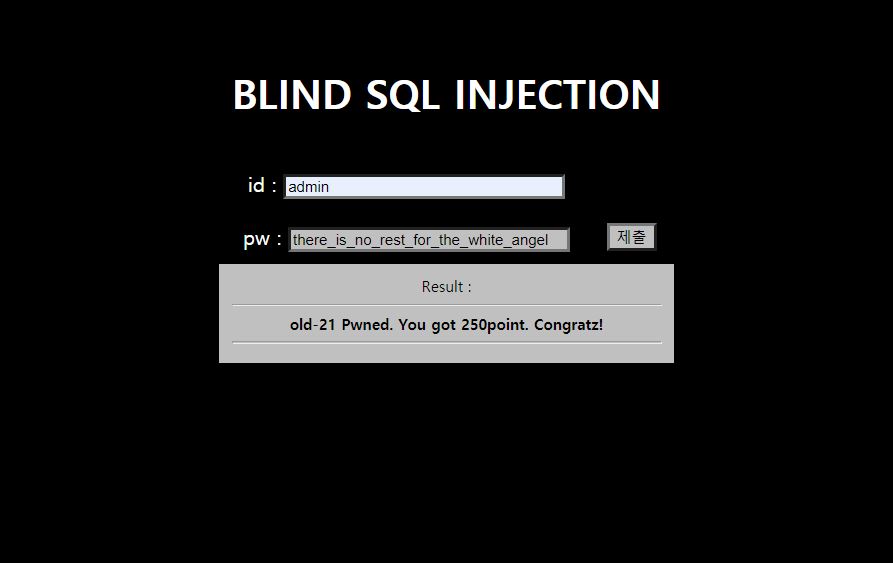 BLIND SQL INJECTION
id : admin
pw : there_is_no_rest_for_the_white_angel 제출
Result :
old-21 Pwned. You got 250point. Congratz!